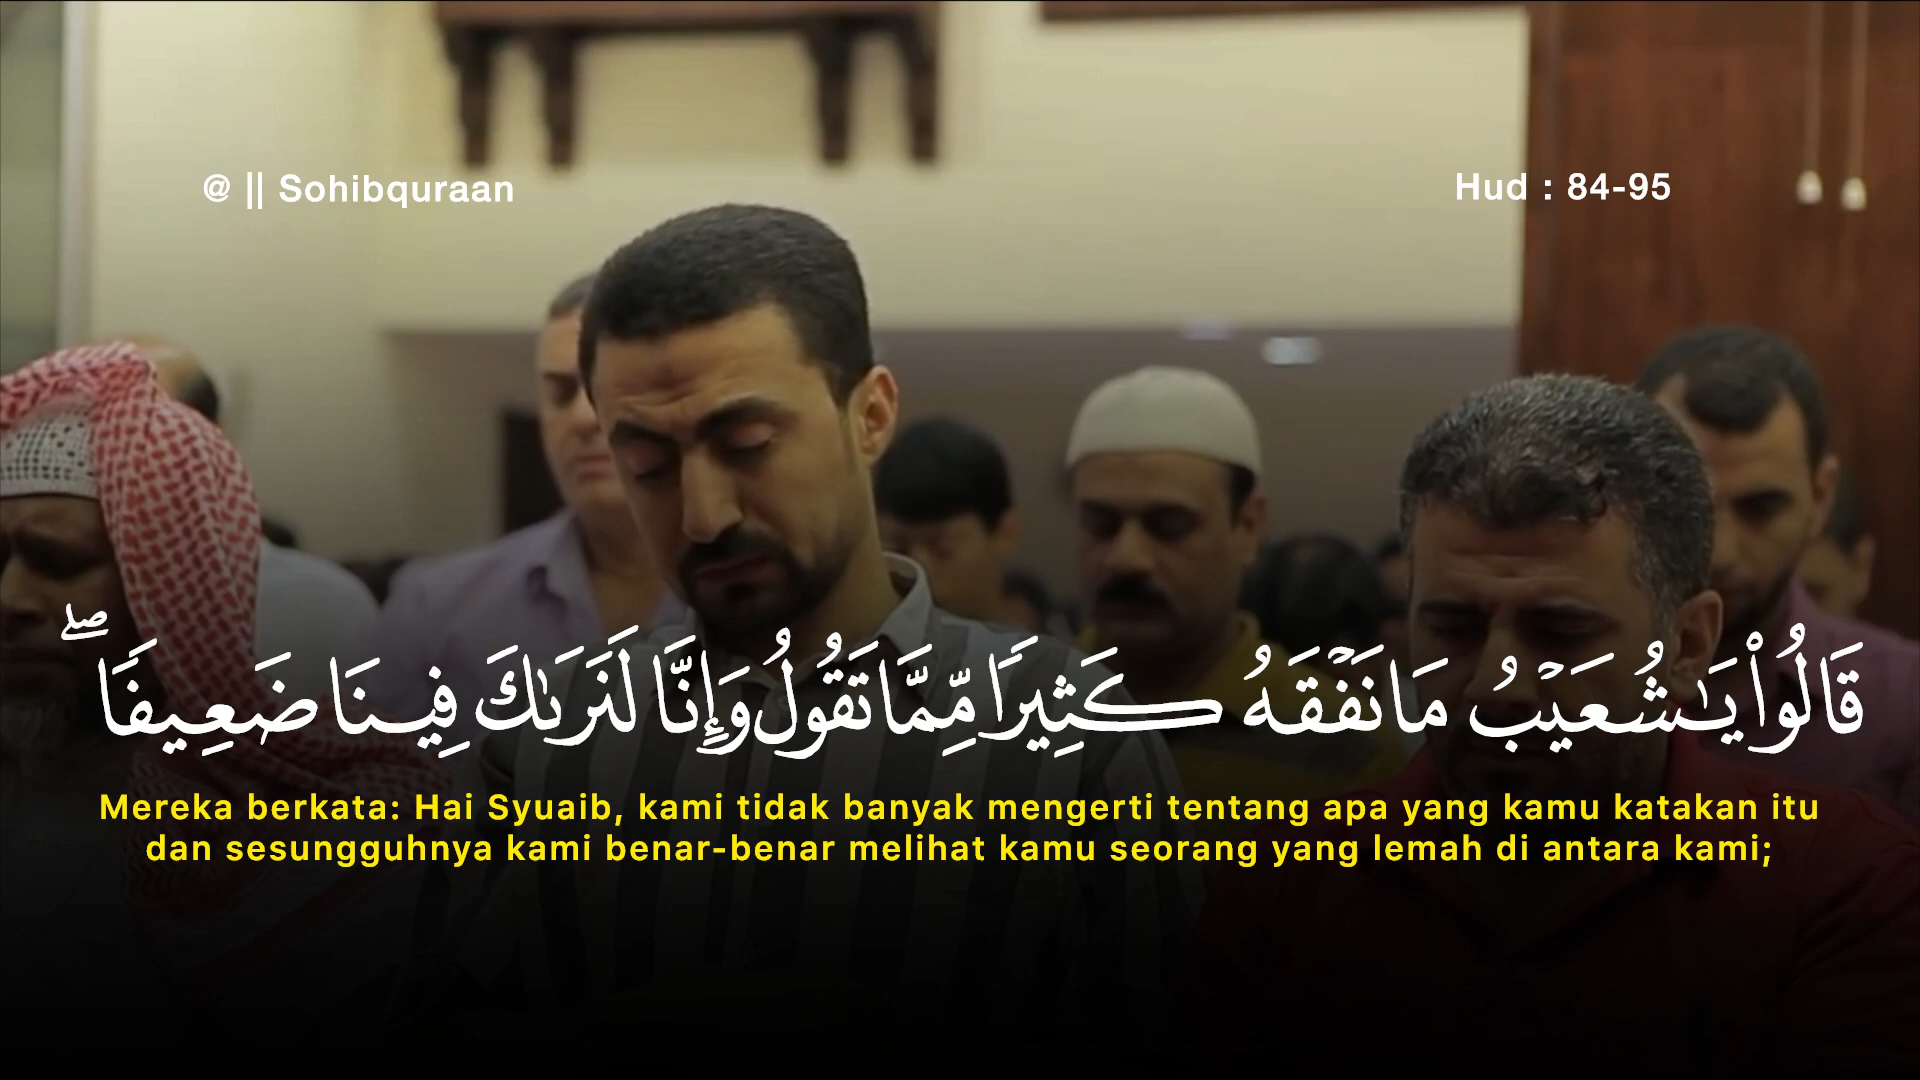 @ || Sohibquraan
Hud : 84-95
قَالُوا۟ يَـٰشُعَيۡبُ مَا نَفۡقَهُ كَثِيرٗا مِّمَّا تَقُولُ وَإِنَّا لَنَرَىٰكَ فِينَا ضَعِيفٗاۖ
Mereka berkata: Hai Syuaib, kami tidak banyak mengerti tentang apa yang kamu katakan itu
dan sesungguhnya kami benar-benar melihat kamu seorang yang lemah di antara kami;